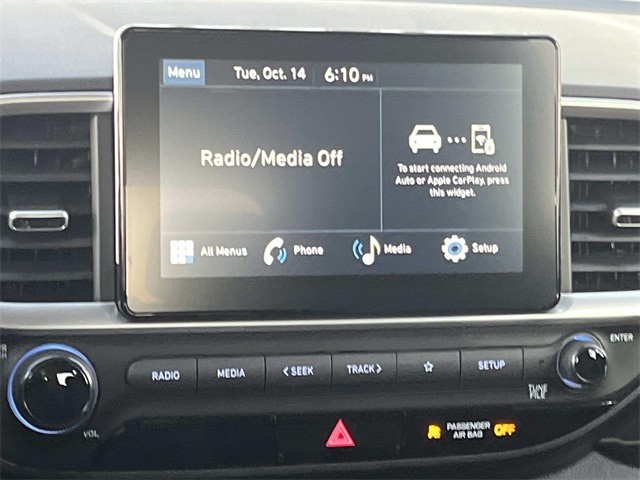 Menu Tue, Oct. 14 6:10 PM
Radio/Media Off
To start connecting Android
Auto or Apple CarPlay, press
this widget.
All Menus Phone Media Setup
RADIO MEDIA < SEEK TRACK > ☆ SETUP
ENTER
TUNE
FILE
VOL
PASSENGER
AIR BAG OFF